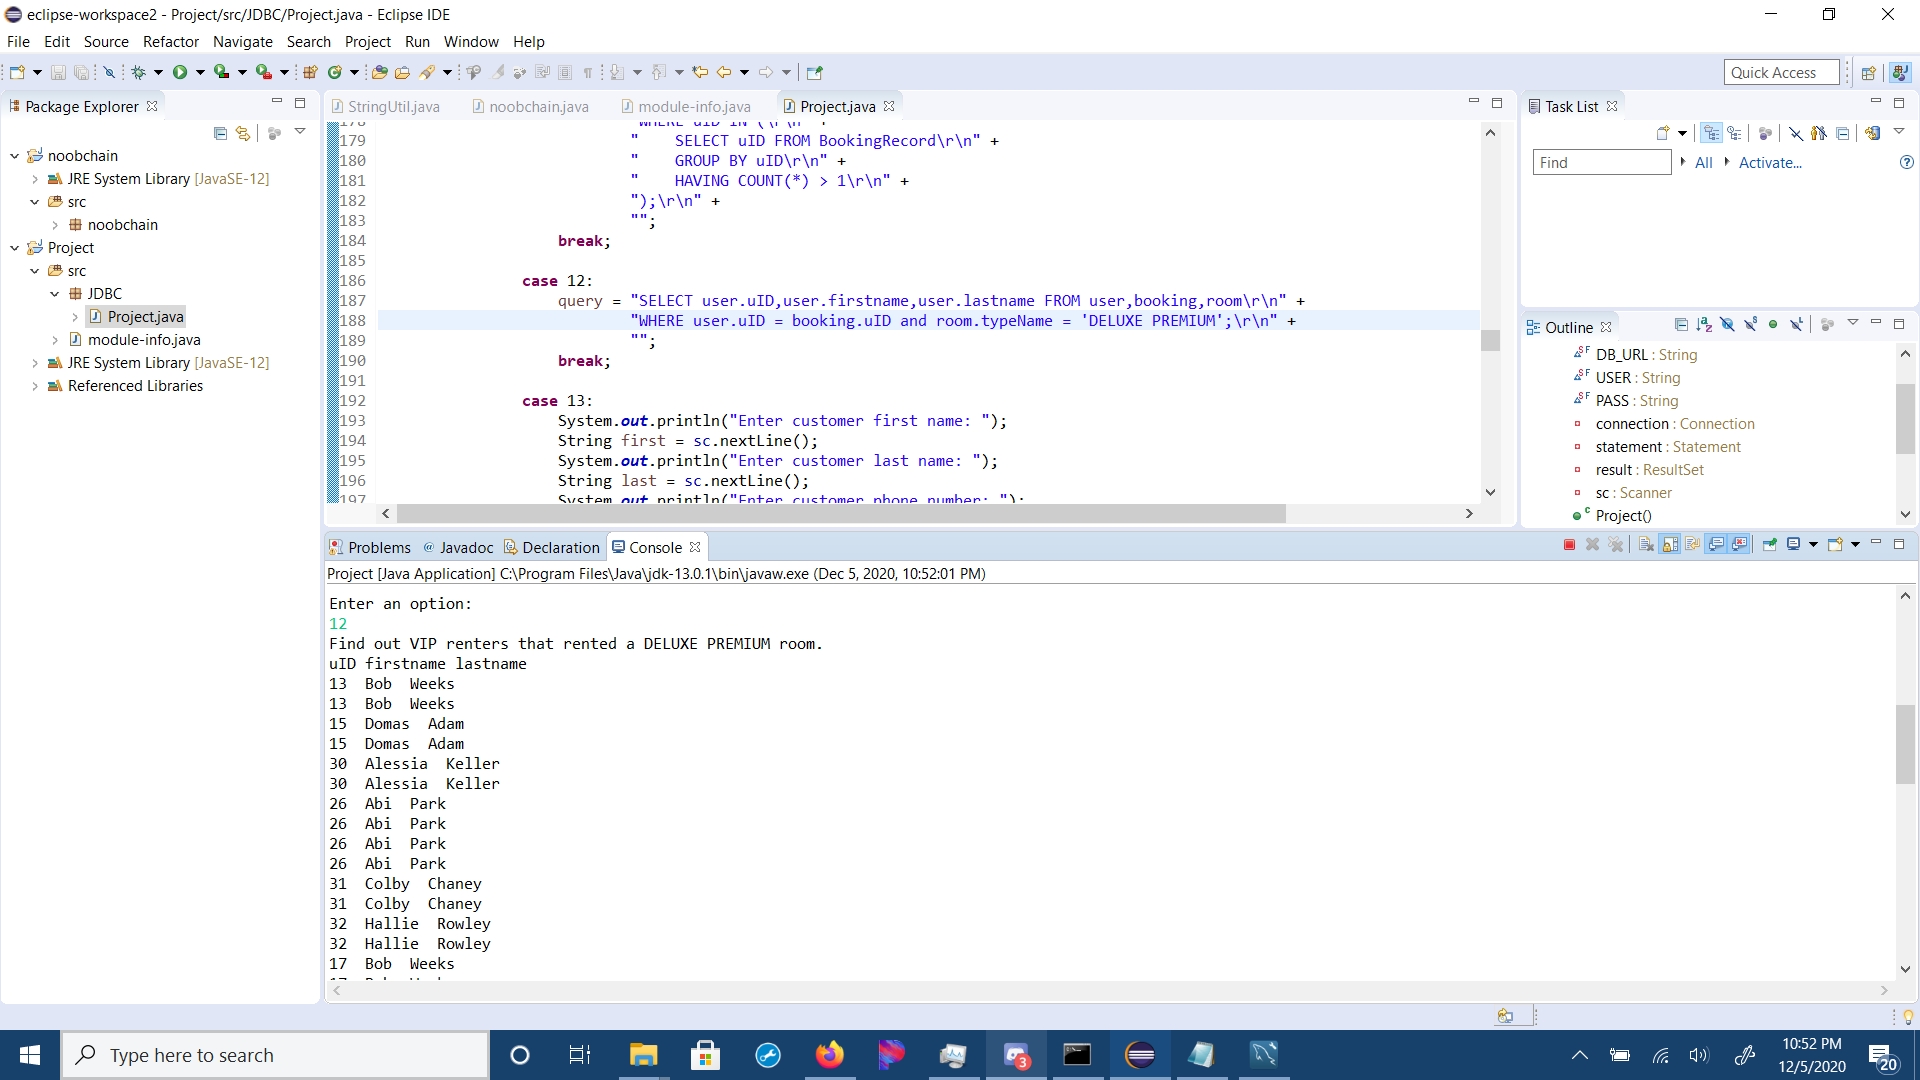 eclipse-workspace2 - Project/src/JDBC/Project.java - Eclipse IDE
File Edit Source Refactor Navigate Search Project Run Window Help
Quick Access
Package Explorer
noobchain
JRE System Library [JavaSE-12]
src
noobchain
Project
src
JDBC
Project.java
module-info.java
JRE System Library [JavaSE-12]
Referenced Libraries
StringUtil.java noobchain.java module-info.java Project.java
178 "WHERE uID IN (\r\n" +
179 "    SELECT uID FROM BookingRecord\r\n" +
180 "    GROUP BY uID\r\n" +
181 "    HAVING COUNT(*) > 1\r\n" +
182 ");\r\n" +
183 "";
184 break;
185
186 case 12:
187 query = "SELECT user.uID,user.firstname,user.lastname FROM user,booking,room\r\n" +
188 "WHERE user.uID = booking.uID and room.typeName = 'DELUXE PREMIUM';\r\n" +
189 "";
190 break;
191
192 case 13:
193 System.out.println("Enter customer first name: ");
194 String first = sc.nextLine();
195 System.out.println("Enter customer last name: ");
196 String last = sc.nextLine();
197 System.out.println("Enter customer phone number: ");
Task List
Find All Activate...
Outline
DB_URL : String
USER : String
PASS : String
connection : Connection
statement : Statement
result : ResultSet
sc : Scanner
Project()
Problems Javadoc Declaration Console
Project [Java Application] C:\Program Files\Java\jdk-13.0.1\bin\javaw.exe (Dec 5, 2020, 10:52:01 PM)
Enter an option:
12
Find out VIP renters that rented a DELUXE PREMIUM room.
uID firstname lastname
13 Bob Weeks
13 Bob Weeks
15 Domas Adam
15 Domas Adam
30 Alessia Keller
30 Alessia Keller
26 Abi Park
26 Abi Park
26 Abi Park
26 Abi Park
31 Colby Chaney
31 Colby Chaney
32 Hallie Rowley
32 Hallie Rowley
17 Bob Weeks
Type here to search
3
10:52 PM
12/5/2020
20